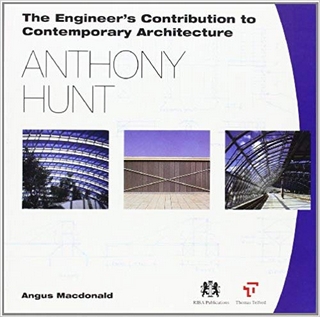 The Engineer's Contribution to
Contemporary Architecture
ANTHONY
HUNT
Angus Macdonald
RIBA Publications
Thomas Telford